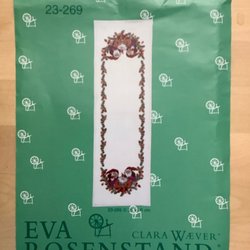 23-269
EVA
CLARA WÆVER®
ROSENSTAND®